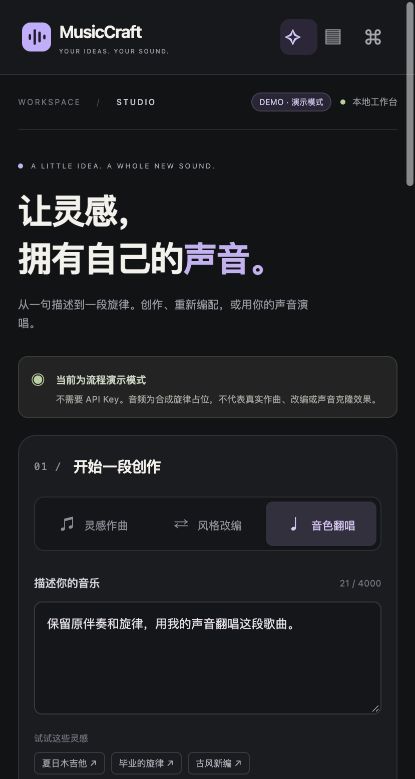 MusicCraft
YOUR IDEAS. YOUR SOUND.
WORKSPACE / STUDIO
DEMO · 演示模式
本地工作台
A LITTLE IDEA. A WHOLE NEW SOUND.
让灵感，
拥有自己的声音。
从一句描述到一段旋律。创作、重新编配，或用你的声音演
唱。
当前为流程演示模式
不需要 API Key。音频为合成旋律占位，不代表真实作曲、改编或声音克隆效果。
01 / 开始一段创作
灵感作曲
风格改编
音色翻唱
描述你的音乐
21 / 4000
保留原伴奏和旋律，用我的声音翻唱这段歌曲。
试试这些灵感
夏日木吉他 ↗
毕业的旋律 ↗
古风新编 ↗